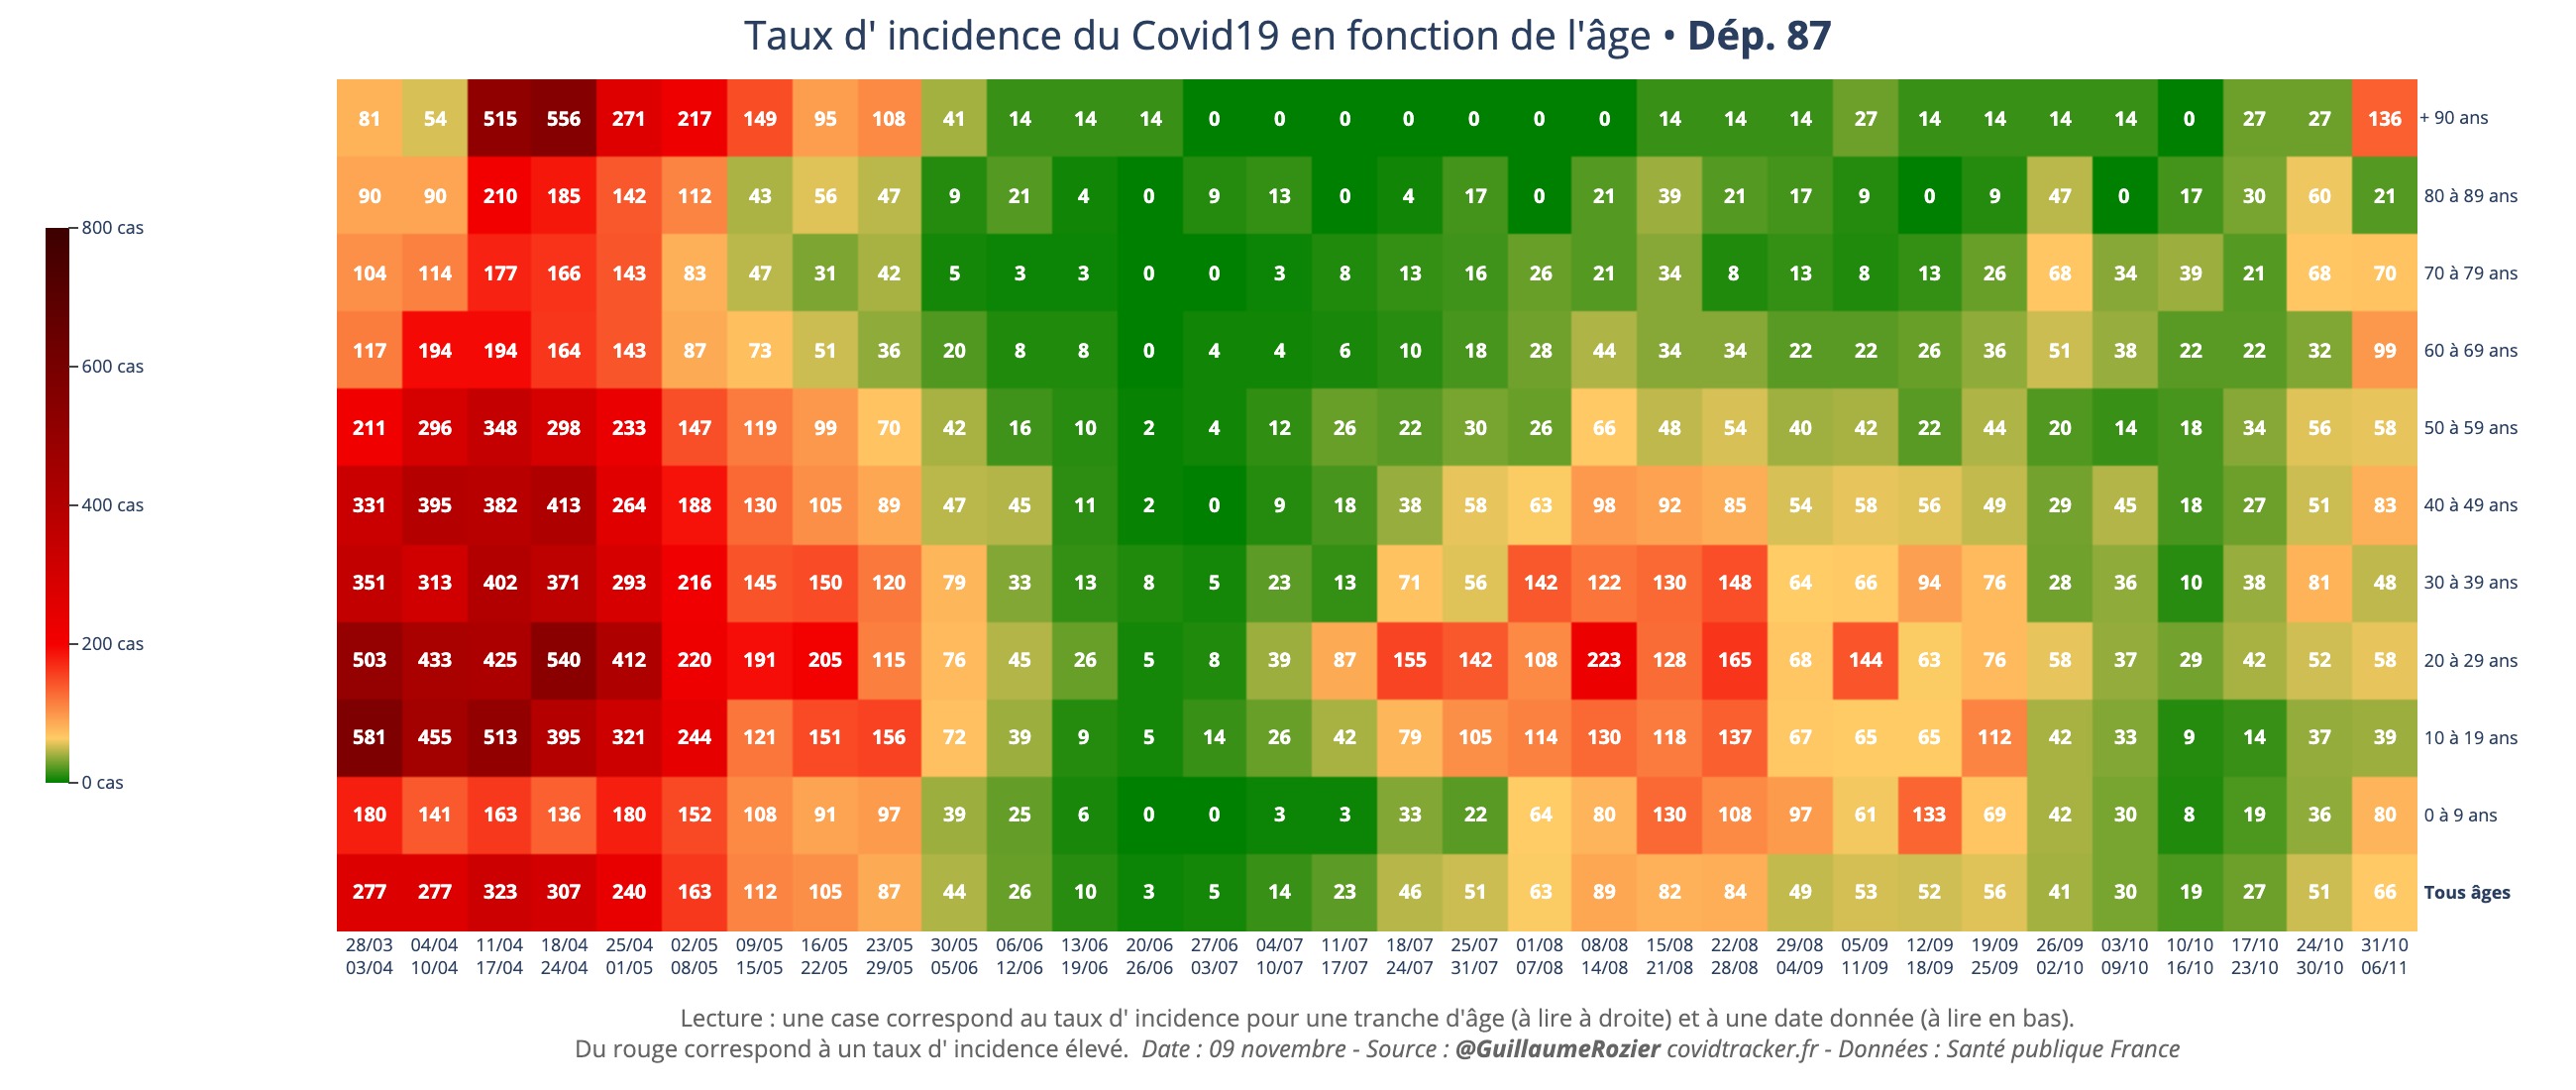 Taux d' incidence du Covid19 en fonction de l'âge • Dép. 87
800 cas
600 cas
400 cas
200 cas
0 cas
81 54 515 556 271 217 149 95 108 41 14 14 14 0 0 0 0 0 0 0 14 14 14 27 14 14 14 14 0 27 27 136 + 90 ans
90 90 210 185 142 112 43 56 47 9 21 4 0 9 13 0 4 17 0 21 39 21 17 9 0 9 47 0 17 30 60 21 80 à 89 ans
104 114 177 166 143 83 47 31 42 5 3 3 0 0 3 8 13 16 26 21 34 8 13 8 13 26 68 34 39 21 68 70 70 à 79 ans
117 194 194 164 143 87 73 51 36 20 8 8 0 4 4 6 10 18 28 44 34 34 22 22 26 36 51 38 22 22 32 99 60 à 69 ans
211 296 348 298 233 147 119 99 70 42 16 10 2 4 12 26 22 30 26 66 48 54 40 42 22 44 20 14 18 34 56 58 50 à 59 ans
331 395 382 413 264 188 130 105 89 47 45 11 2 0 9 18 38 58 63 98 92 85 54 58 56 49 29 45 18 27 51 83 40 à 49 ans
351 313 402 371 293 216 145 150 120 79 33 13 8 5 23 13 71 56 142 122 130 148 64 66 94 76 28 36 10 38 81 48 30 à 39 ans
503 433 425 540 412 220 191 205 115 76 45 26 5 8 39 87 155 142 108 223 128 165 68 144 63 76 58 37 29 42 52 58 20 à 29 ans
581 455 513 395 321 244 121 151 156 72 39 9 5 14 26 42 79 105 114 130 118 137 67 65 65 112 42 33 9 14 37 39 10 à 19 ans
180 141 163 136 180 152 108 91 97 39 25 6 0 0 3 3 33 22 64 80 130 108 97 61 133 69 42 30 8 19 36 80 0 à 9 ans
277 277 323 307 240 163 112 105 87 44 26 10 3 5 14 23 46 51 63 89 82 84 49 53 52 56 41 30 19 27 51 66 Tous âges
28/03 04/04 11/04 18/04 25/04 02/05 09/05 16/05 23/05 30/05 06/06 13/06 20/06 27/06 04/07 11/07 18/07 25/07 01/08 08/08 15/08 22/08 29/08 05/09 12/09 19/09 26/09 03/10 10/10 17/10 24/10 31/10
03/04 10/04 17/04 24/04 01/05 08/05 15/05 22/05 29/05 05/06 12/06 19/06 26/06 03/07 10/07 17/07 24/07 31/07 07/08 14/08 21/08 28/08 04/09 11/09 18/09 25/09 02/10 09/10 16/10 23/10 30/10 06/11
Lecture : une case correspond au taux d' incidence pour une tranche d'âge (à lire à droite) et à une date donnée (à lire en bas).
Du rouge correspond à un taux d' incidence élevé. Date : 09 novembre - Source : @GuillaumeRozier covidtracker.fr - Données : Santé publique France